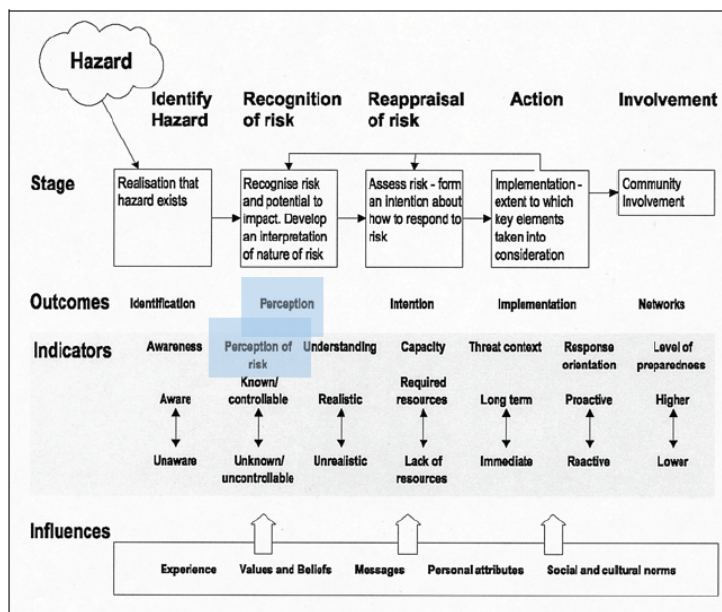 Hazard
Identify
Hazard
Recognition
of risk
Reappraisal
of risk
Action
Involvement
Stage
Realisation that
hazard exists
Recognise risk
and potential to
impact. Develop
an interpretation
of nature of risk
Assess risk - form
an intention about
how to respond to
risk
Implementation -
extent to which
key elements
taken into
consideration
Community
Involvement
Outcomes
Identification
Perception
Intention
Implementation
Networks
Indicators
Awareness
Perception of
risk
Understanding
Capacity
Threat context
Response
orientation
Level of
preparedness
Aware
Known/
controllable
Realistic
Required
resources
Long term
Proactive
Higher
Unaware
Unknown/
uncontrollable
Unrealistic
Lack of
resources
Immediate
Reactive
Lower
Influences
Experience
Values and Beliefs
Messages
Personal attributes
Social and cultural norms